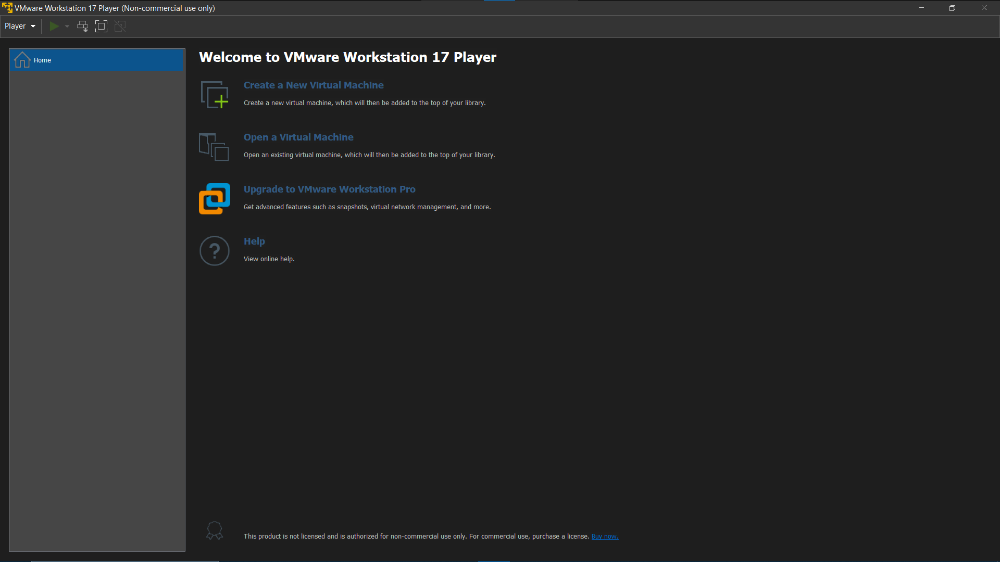 VMware Workstation 17 Player (Non-commercial use only)
Player
Home
Welcome to VMware Workstation 17 Player
Create a New Virtual Machine
Create a new virtual machine, which will then be added to the top of your library.
Open a Virtual Machine
Open an existing virtual machine, which will then be added to the top of your library.
Upgrade to VMware Workstation Pro
Get advanced features such as snapshots, virtual network management, and more.
Help
View online help.
This product is not licensed and is authorized for non-commercial use only. For commercial use, purchase a license. Buy now.